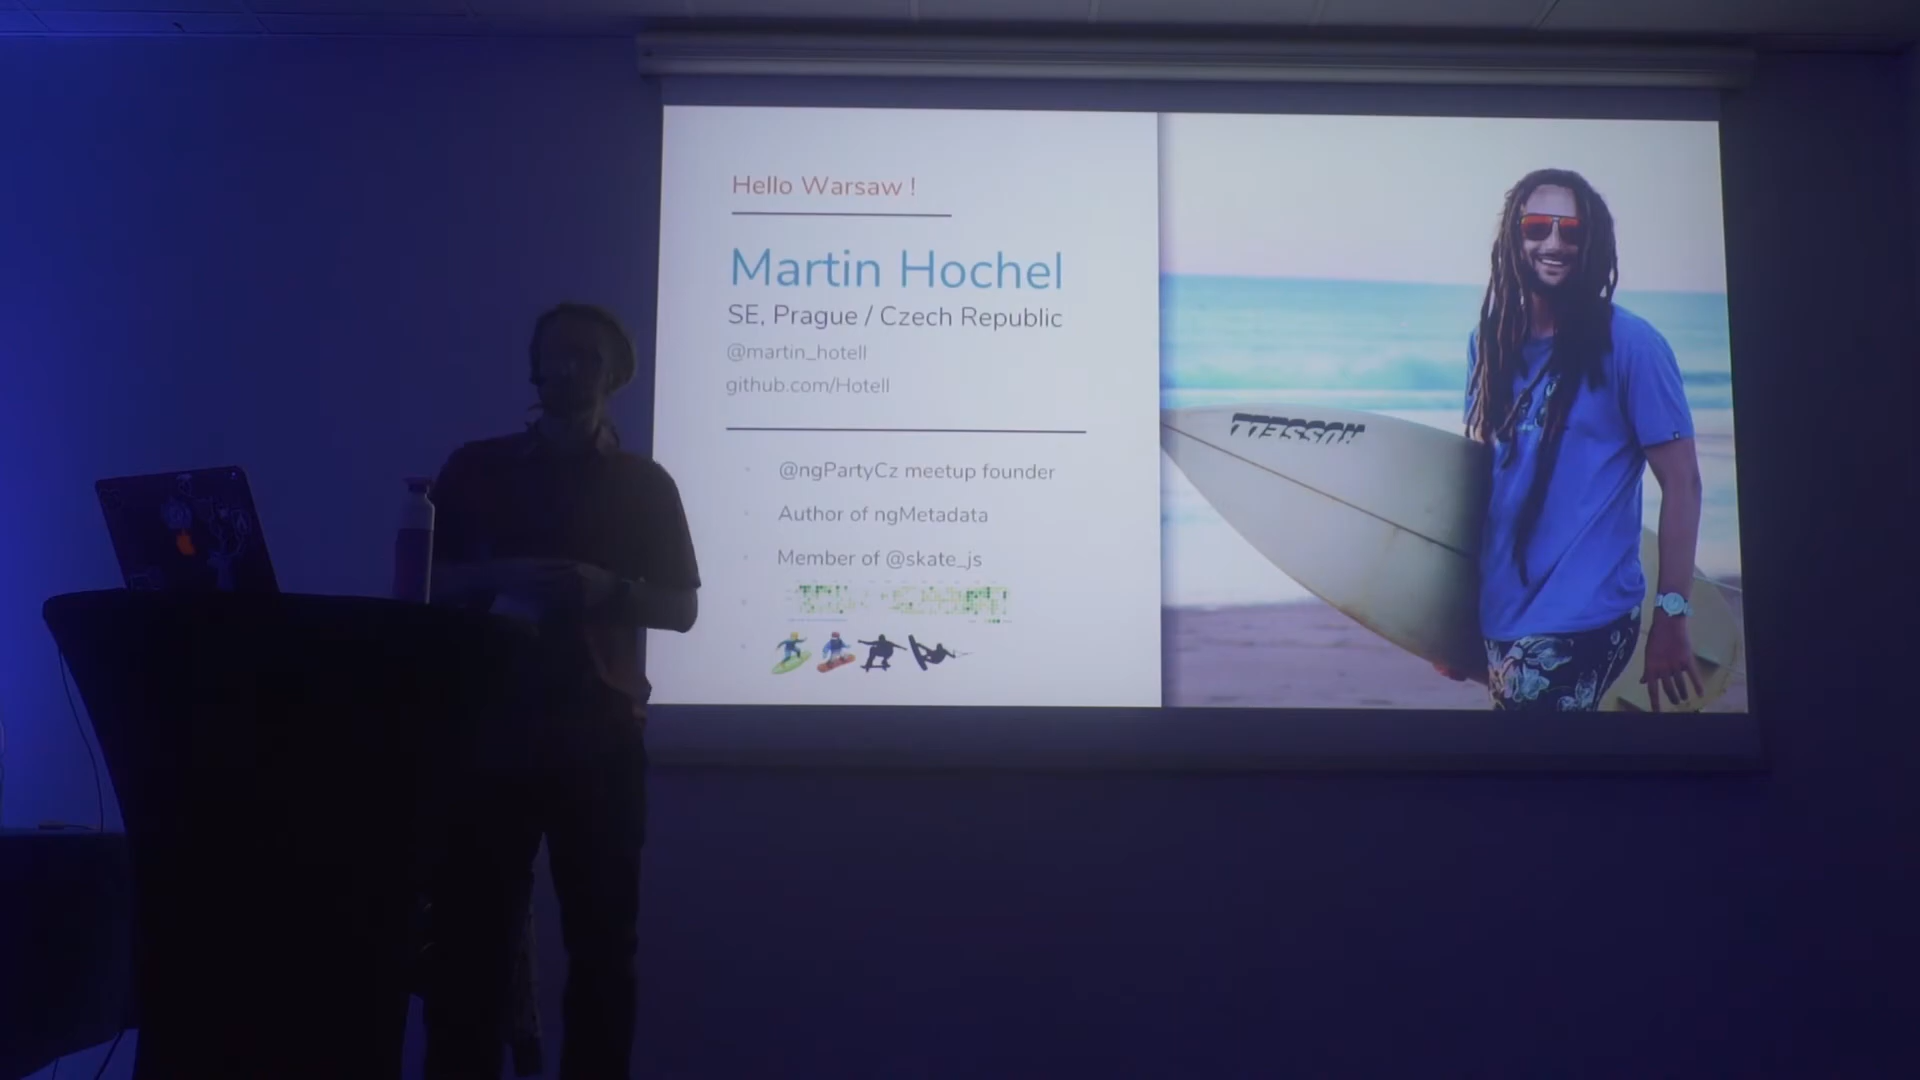 Hello Warsaw !
Martin Hochel
SE, Prague / Czech Republic
@martin_hotell
github.com/Hotell
@ngPartyCz meetup founder
Author of ngMetadata
Member of @skate_js
RUSSELL